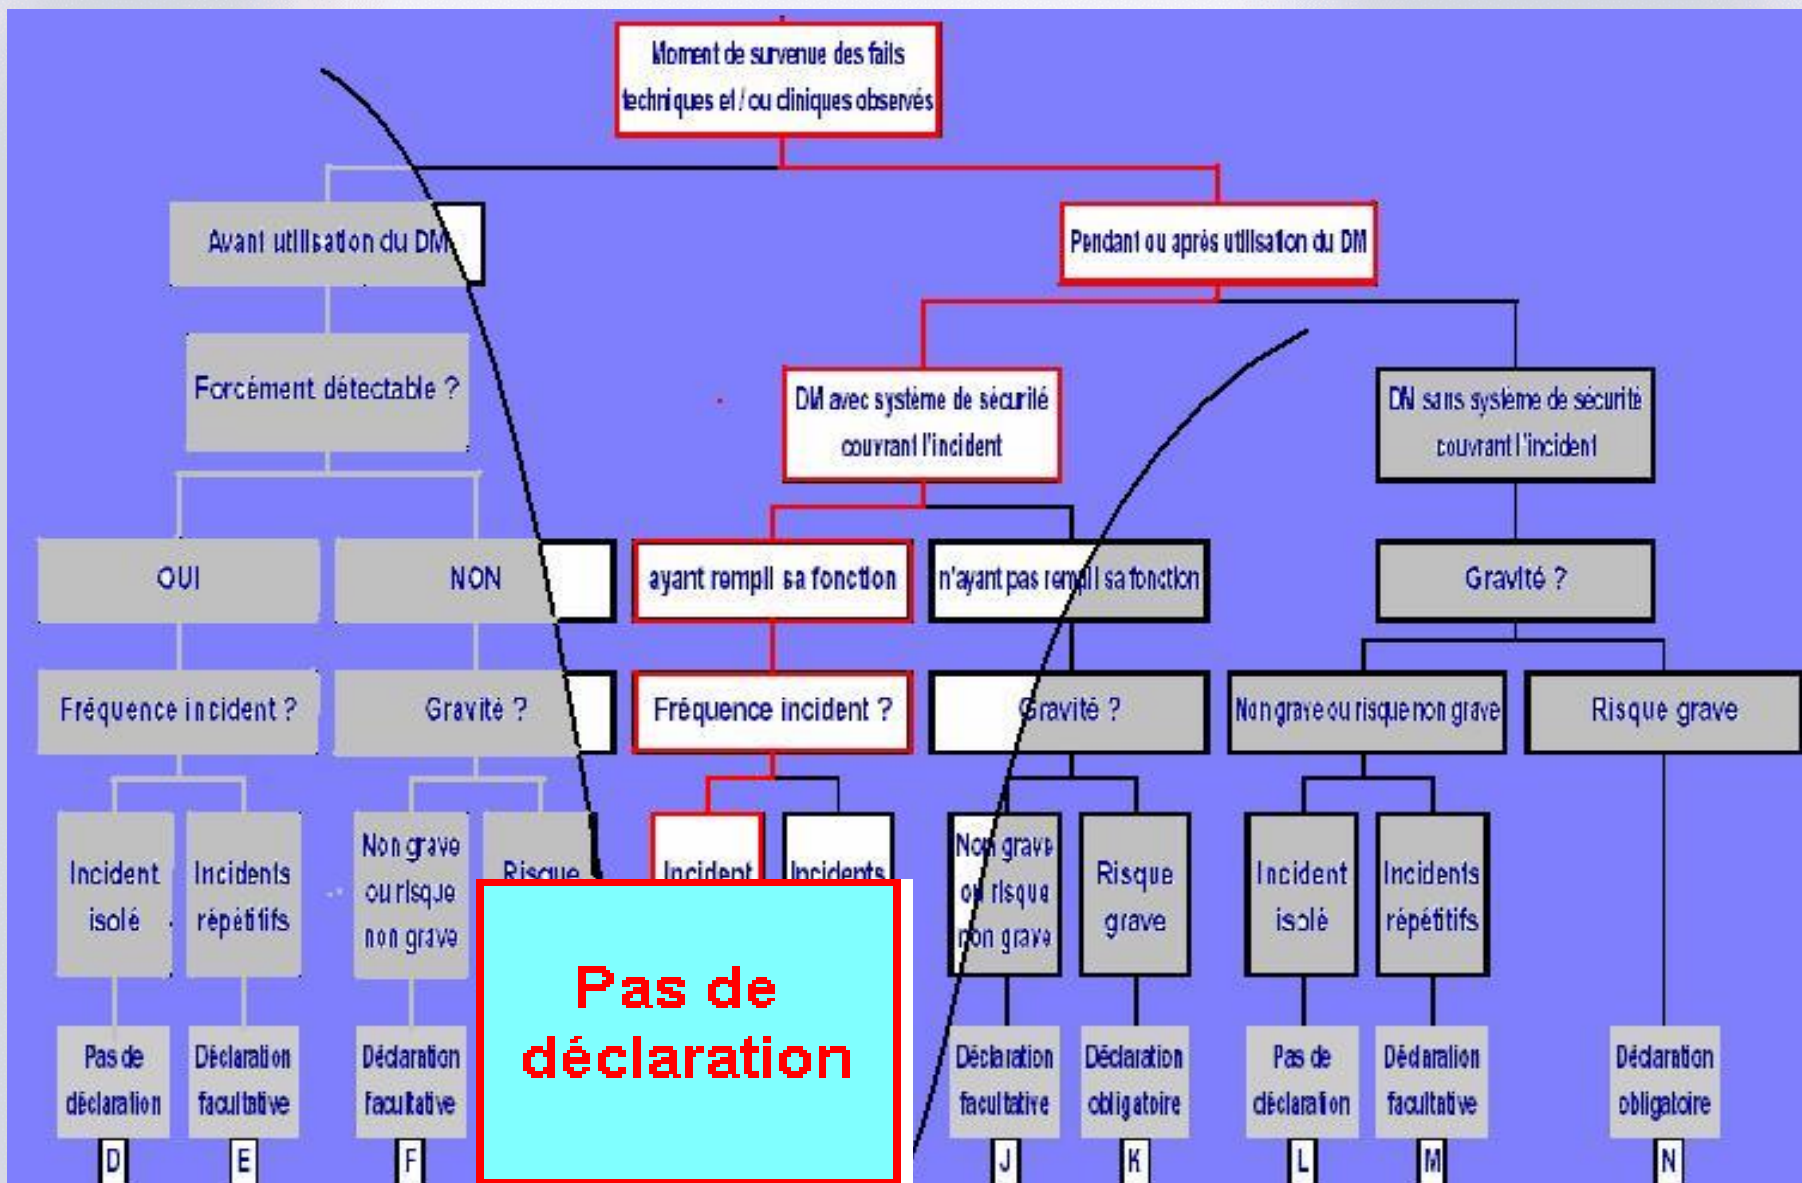 Moment de survenue des faits
techniques et / ou cliniques observés
Avant utilisation du DM
Pendant ou après utilisation du DM
Forcément détectable ?
DM avec système de sécurité
couvrant l'incident
DM sans système de sécurité
couvrant l'incident
OUI
NON
ayant rempli sa fonction
n'ayant pas rempli sa fonction
Gravité ?
Fréquence incident ?
Gravité ?
Fréquence incident ?
Gravité ?
Non grave ou risque non grave
Risque grave
Incident
isolé
Incidents
répétitifs
Non grave
ou risque
non grave
Risque
Incident
Incidents
Non grave
ou risque
non grave
Risque
grave
Incident
isolé
Incidents
répétitifs
Pas de
déclaration
Déclaration
facultative
Déclaration
facultative
Pas de
déclaration
Déclaration
facultative
Déclaration
obligatoire
Pas de
déclaration
Déclaration
facultative
Déclaration
obligatoire
D
E
F
J
K
L
M
N